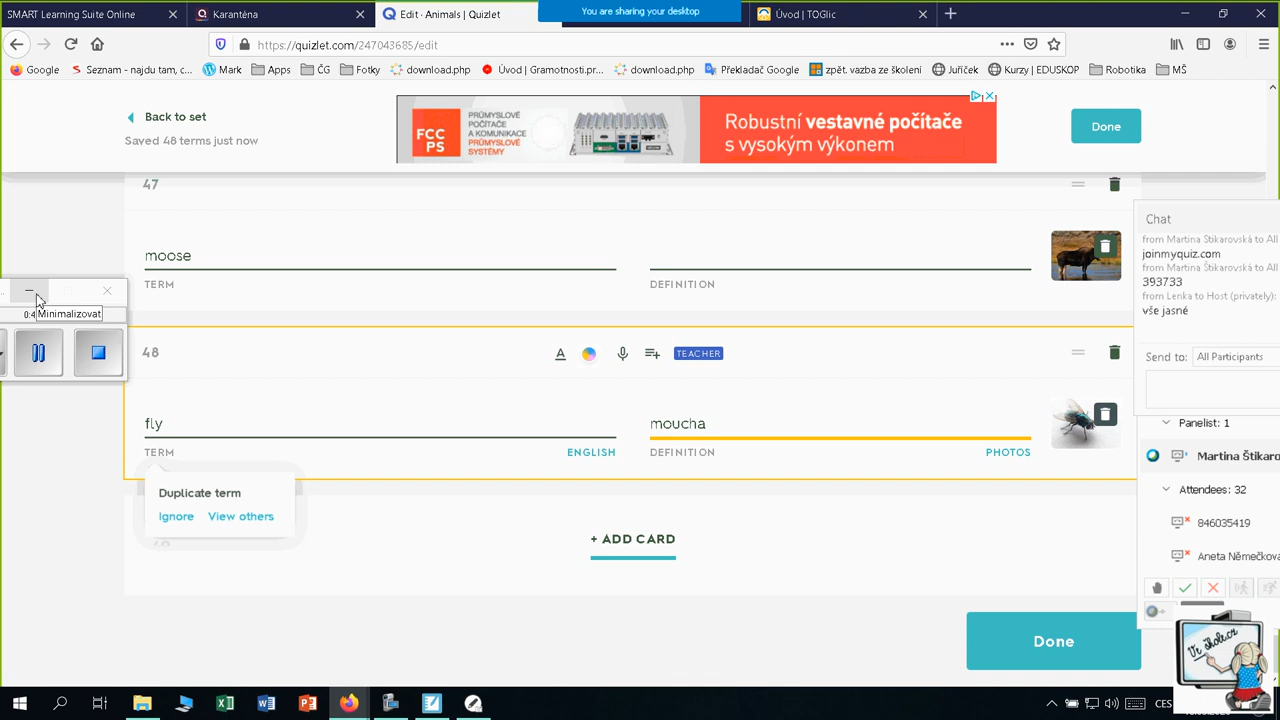 SMART Learning Suite Online
Karanténa
Edit · Animals | Quizlet
You are sharing your desktop
Úvod | TOGlic
https://quizlet.com/247043685/edit
Google
Seznam - najdu tam, c...
Mark
Apps
ČG
Fotky
download.php
Úvod | Gramotnosti.pr...
download.php
Překladač Google
zpět. vazba ze školení
Juříček
Kurzy | EDUSKOP
Robotika
MŠ
Back to set
Saved 48 terms just now
FCC PS
PRŮMYSLOVÉ
POČÍTAČE
A KOMUNIKACE
PRŮMYSLOVÉ
SYSTÉMY
Robustní vestavné počítače
s vysokým výkonem
Done
47
moose
TERM
DEFINITION
Minimalizovat
48
TEACHER
fly
moucha
TERM
ENGLISH
DEFINITION
PHOTOS
Duplicate term
Ignore
View others
+ ADD CARD
Done
Chat
from Martina Štikarovská to All
joinmyquiz.com
from Martina Štikarovská to All
393733
from Lenka to Host (privately):
vše jasné
Send to:
All Participants
Panelist: 1
Martina Štikaro
Attendees: 32
846035419
Aneta Němečkova
Ve škole.cz
CES